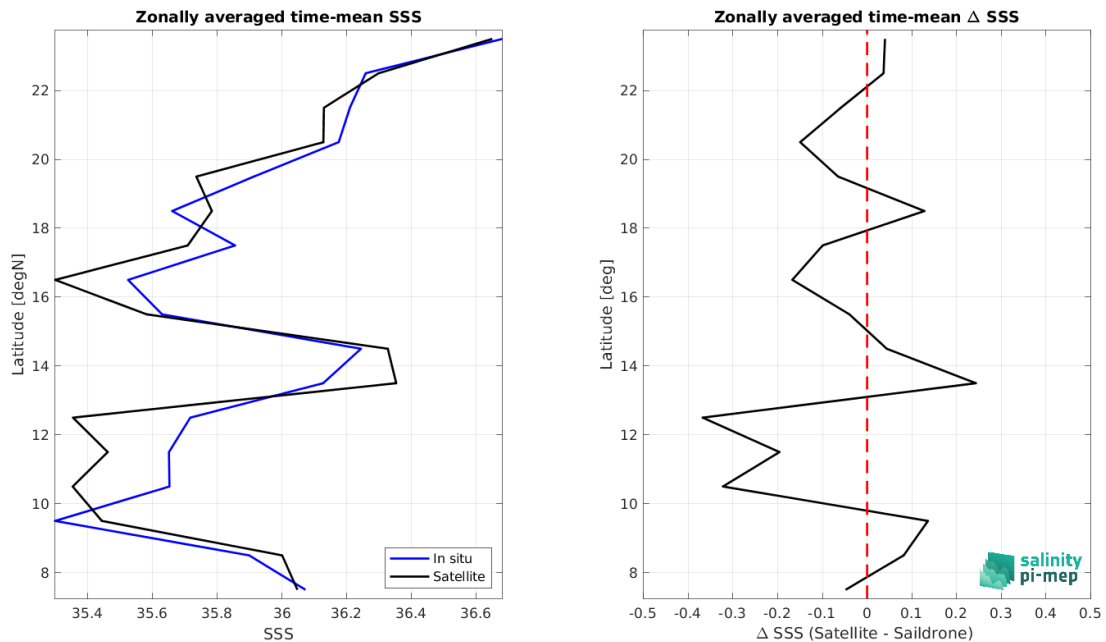 Zonally averaged time-mean SSS
22
20
18
16
14
12
10
8
Latitude [degN]
35.4 35.6 35.8 36 36.2 36.4 36.6
SSS
In situ
Satellite
Zonally averaged time-mean Δ SSS
22
20
18
16
14
12
10
8
Latitude [deg]
-0.5 -0.4 -0.3 -0.2 -0.1 0 0.1 0.2 0.3 0.4 0.5
Δ SSS (Satellite - Saildrone)
salinity
pi-mep